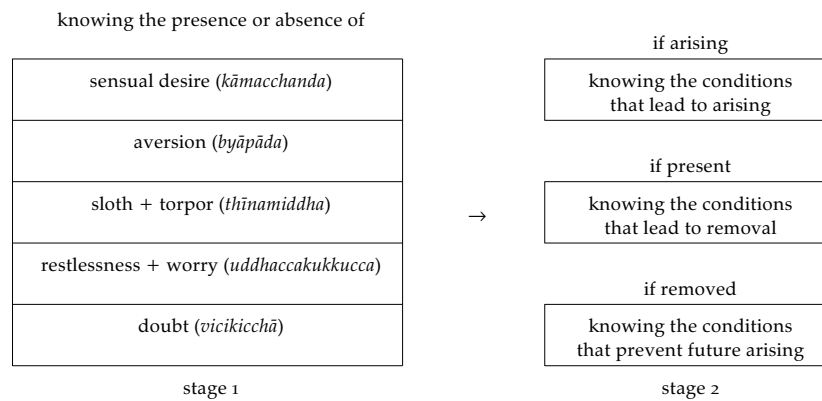 knowing the presence or absence of
sensual desire (kāmacchanda)
aversion (byāpāda)
sloth + torpor (thīnamiddha)
restlessness + worry (uddhaccakukkucca)
doubt (vicikicchā)
stage 1
→
if arising
knowing the conditions
that lead to arising
if present
knowing the conditions
that lead to removal
if removed
knowing the conditions
that prevent future arising
stage 2